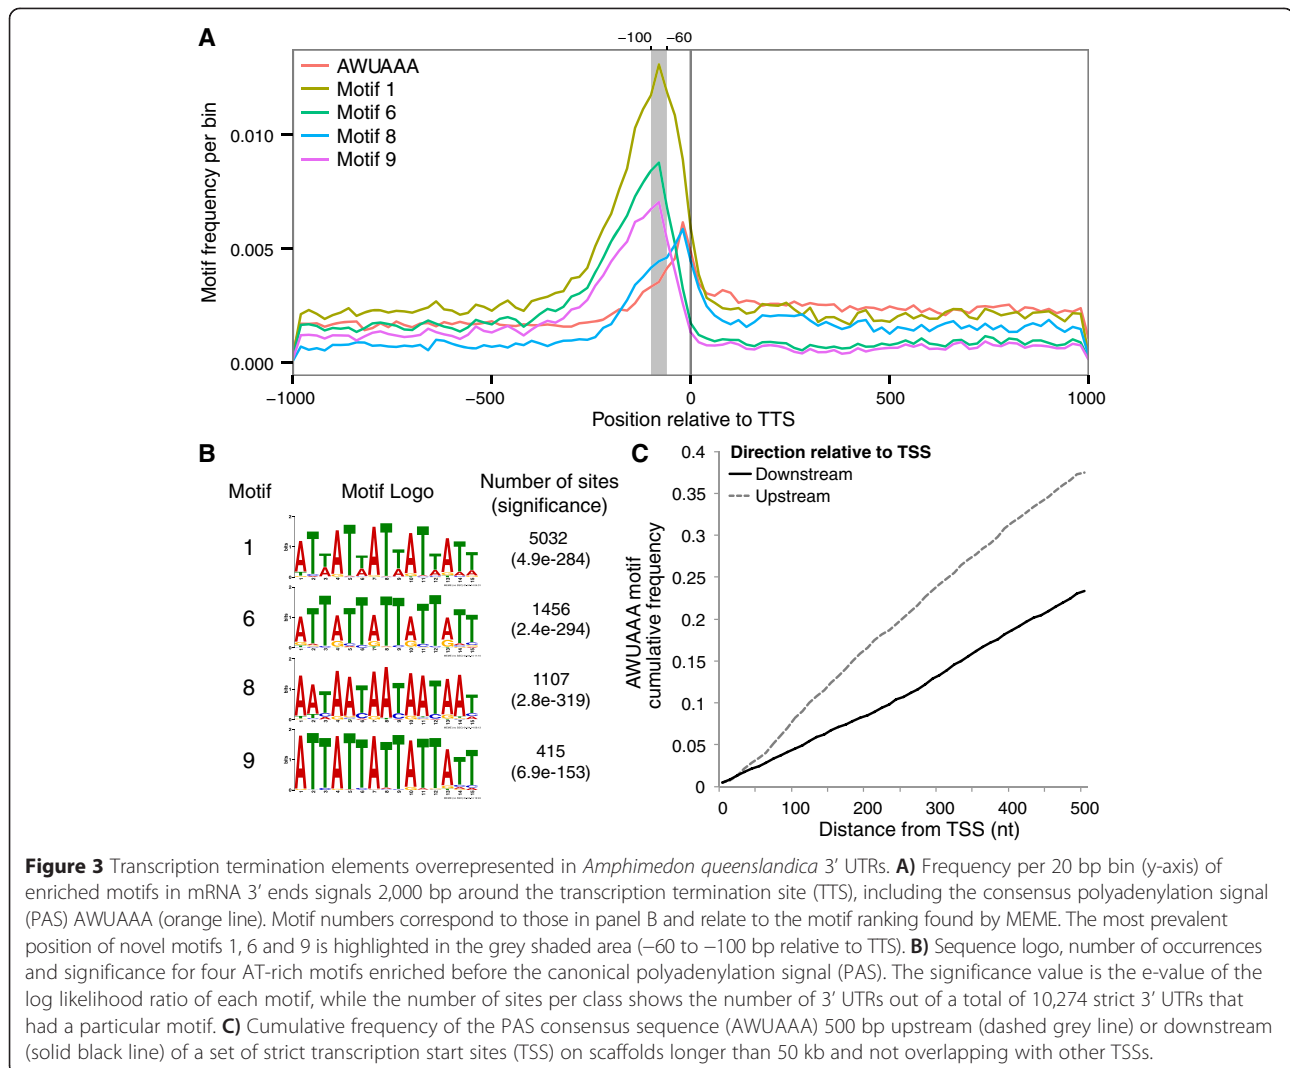 A
−100 −60
AWUAAA
Motif 1
Motif 6
Motif 8
Motif 9
Motif frequency per bin
0.010
0.005
0.000
−1000 −500 0 500 1000
Position relative to TTS
B
Motif Motif Logo Number of sites
(significance)
1 5032
(4.9e-284)
6 1456
(2.4e-294)
8 1107
(2.8e-319)
9 415
(6.9e-153)
C
Direction relative to TSS
Downstream
Upstream
AWUAAA motif
cumulative frequency
0.4
0.35
0.3
0.25
0.2
0.15
0.1
0.05
0
0 100 200 300 400 500
Distance from TSS (nt)
Figure 3 Transcription termination elements overrepresented in Amphimedon queenslandica 3’ UTRs. A) Frequency per 20 bp bin (y-axis) of
enriched motifs in mRNA 3’ ends signals 2,000 bp around the transcription termination site (TTS), including the consensus polyadenylation signal
(PAS) AWUAAA (orange line). Motif numbers correspond to those in panel B and relate to the motif ranking found by MEME. The most prevalent
position of novel motifs 1, 6 and 9 is highlighted in the grey shaded area (−60 to −100 bp relative to TTS). B) Sequence logo, number of occurrences
and significance for four AT-rich motifs enriched before the canonical polyadenylation signal (PAS). The significance value is the e-value of the
log likelihood ratio of each motif, while the number of sites per class shows the number of 3’ UTRs out of a total of 10,274 strict 3’ UTRs that
had a particular motif. C) Cumulative frequency of the PAS consensus sequence (AWUAAA) 500 bp upstream (dashed grey line) or downstream
(solid black line) of a set of strict transcription start sites (TSS) on scaffolds longer than 50 kb and not overlapping with other TSSs.